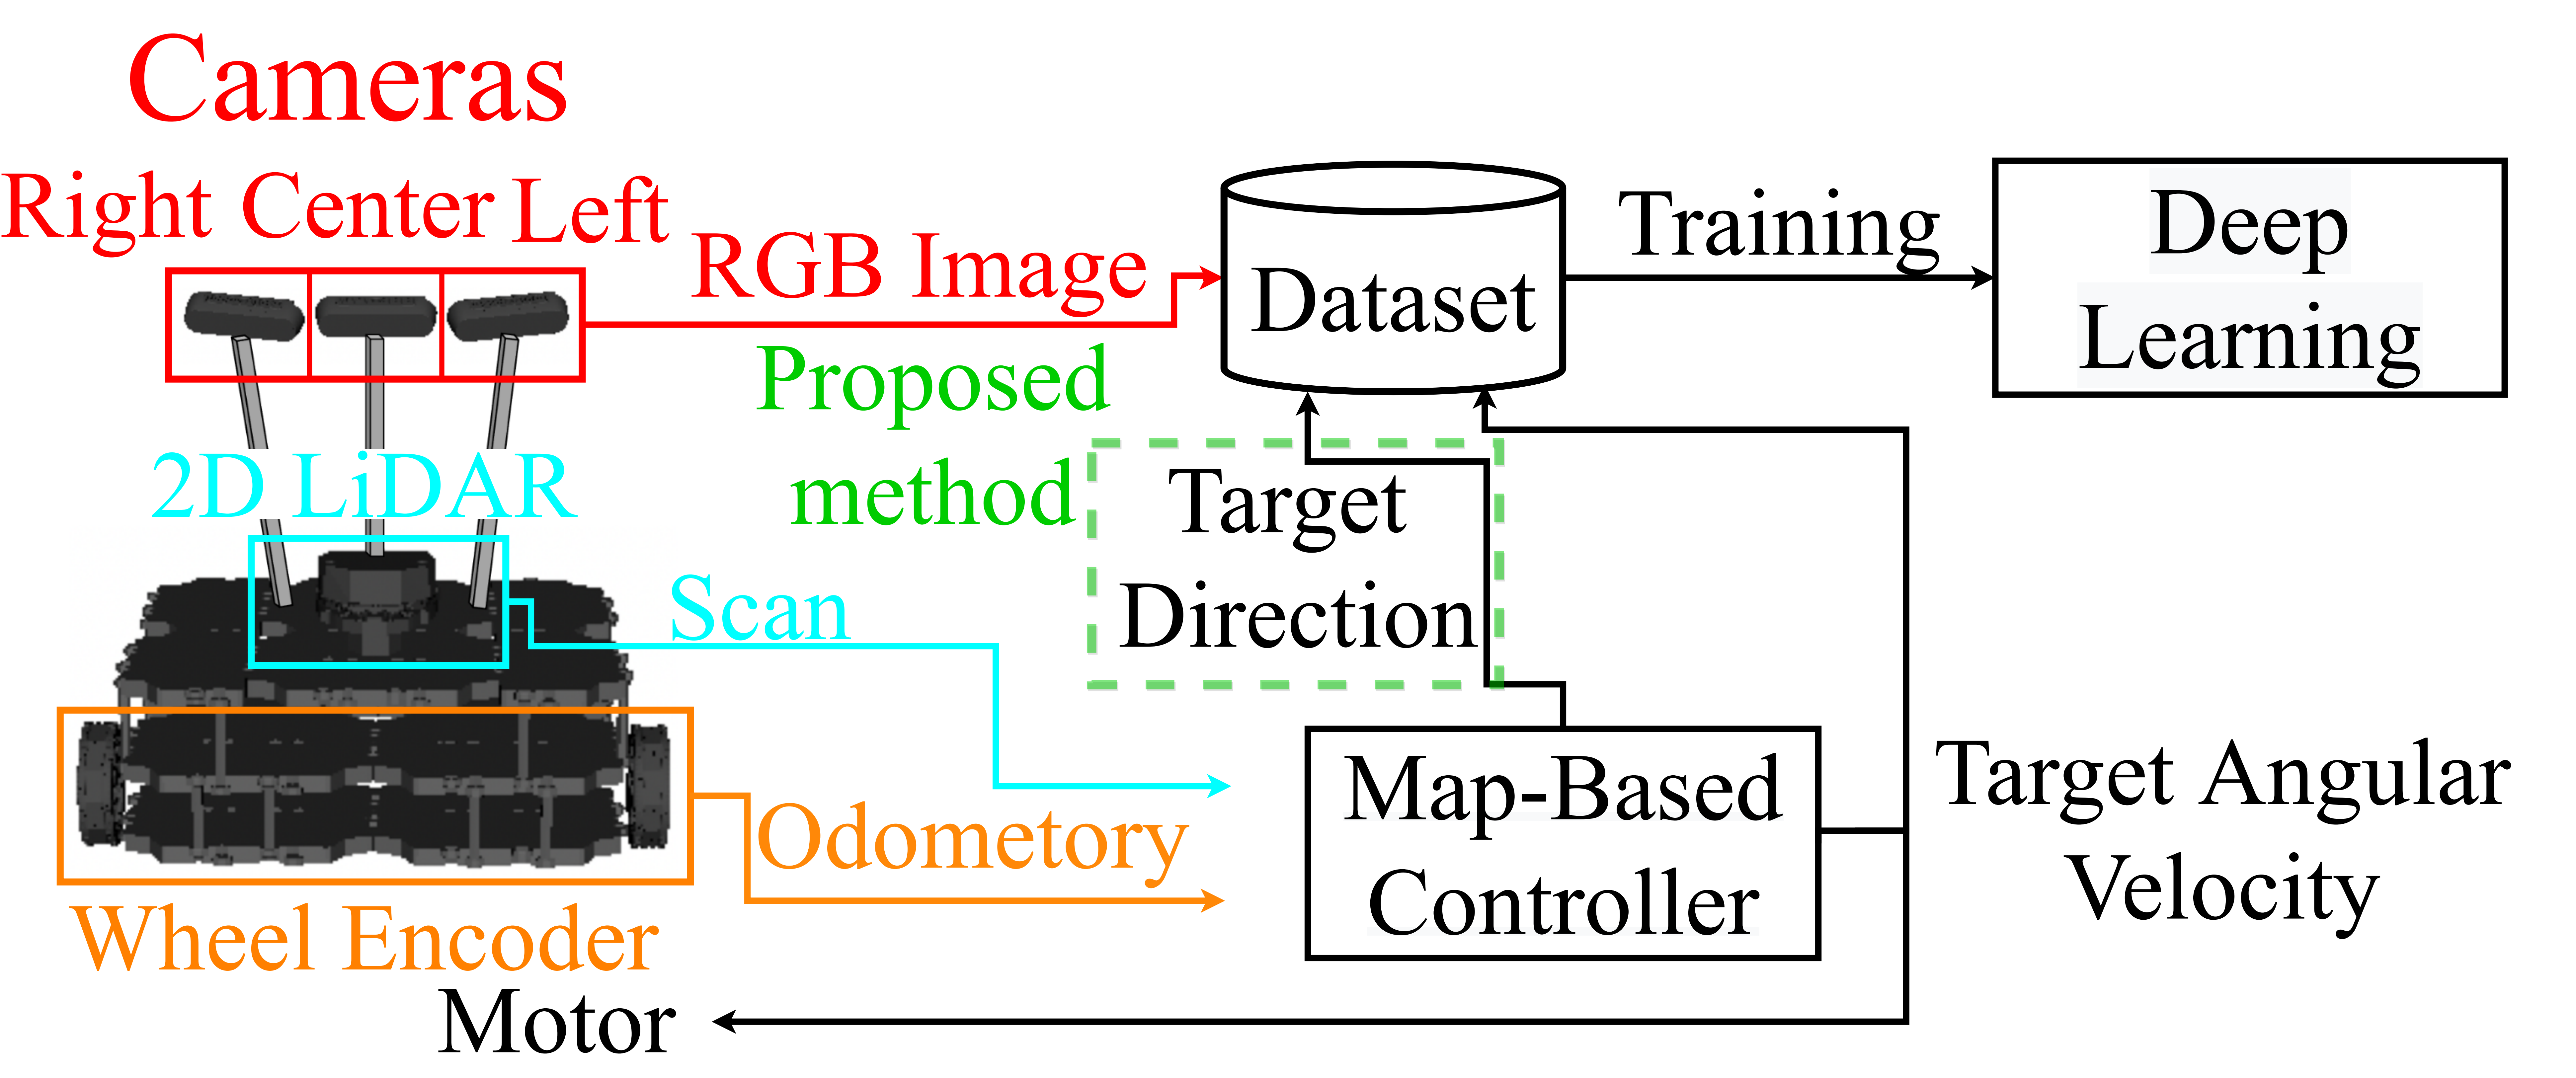 Cameras
Right Center Left
RGB Image
Dataset
Training
Deep
Learning
Proposed
method
2D LiDAR
Target
Direction
Scan
Map-Based
Controller
Target Angular
Velocity
Odometory
Wheel Encoder
Motor